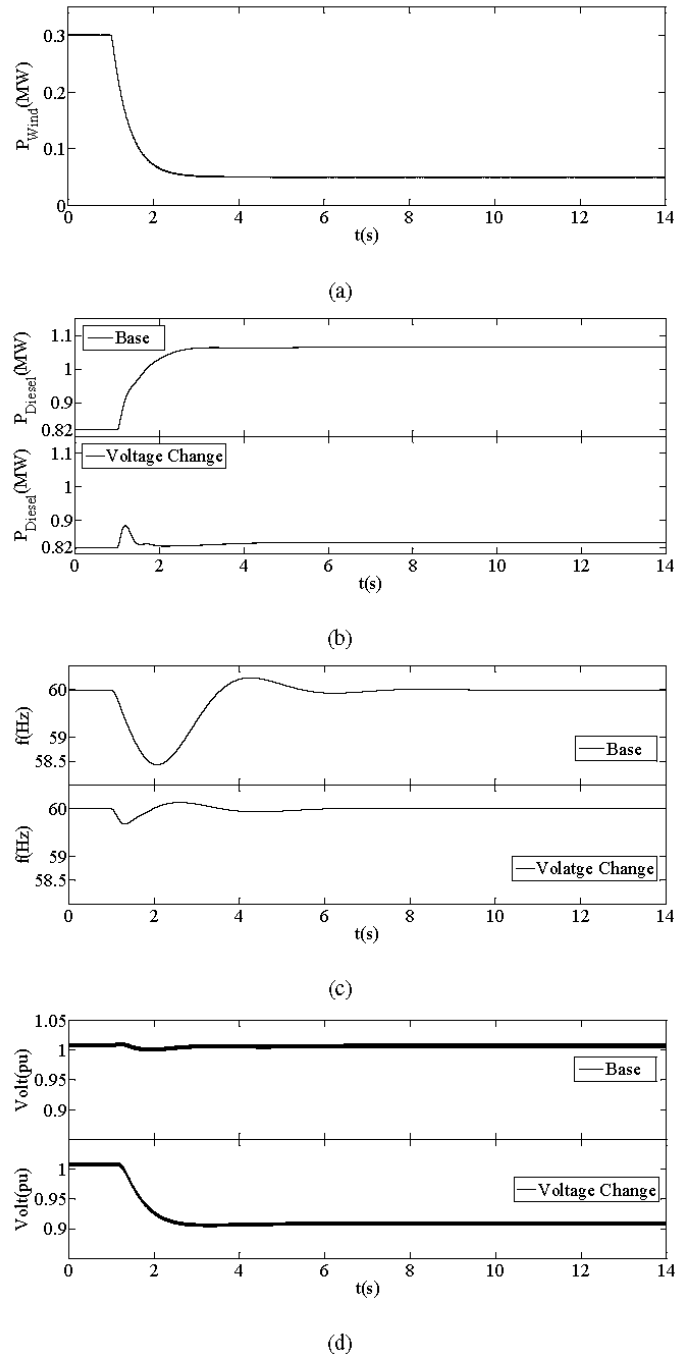 0.3
0.2
0.1
0
P_Wind(MW)
0 2 4 6 8 10 12 14
t(s)
(a)
1.1
1
0.9
0.82
P_Diesel(MW)
Base
1.1
1
0.9
0.82
P_Diesel(MW)
Voltage Change
0 2 4 6 8 10 12 14
t(s)
(b)
60
59
58.5
f(Hz)
Base
60
59
58.5
f(Hz)
Volatge Change
0 2 4 6 8 10 12 14
t(s)
(c)
1.05
1
0.95
0.9
Volt(pu)
Base
1
0.95
0.9
Volt(pu)
Voltage Change
0 2 4 6 8 10 12 14
t(s)
(d)